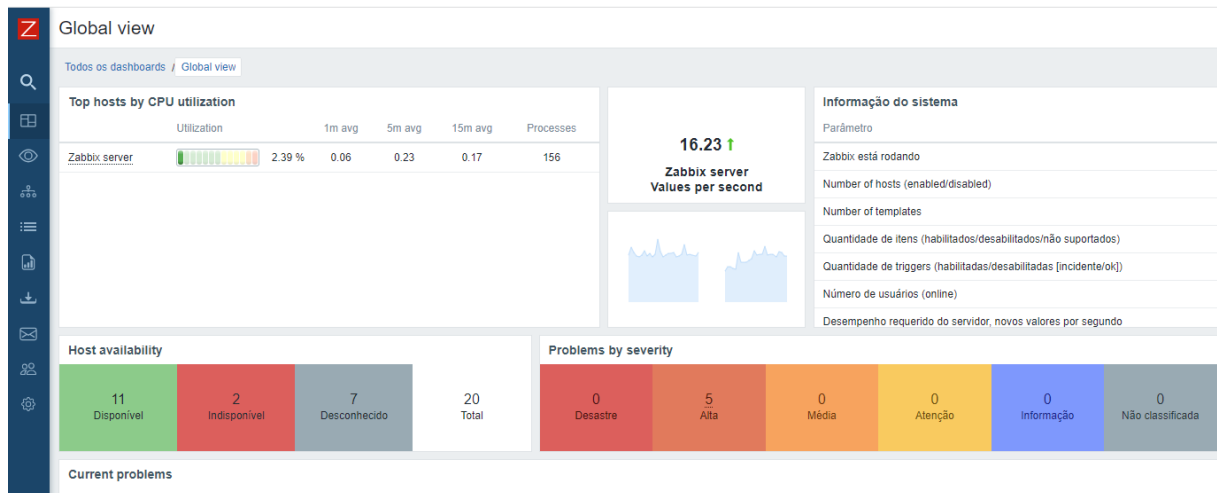 Z
Global view
Todos os dashboards / Global view
Top hosts by CPU utilization
Utilization 1m avg 5m avg 15m avg Processes
Zabbix server 2.39 % 0.06 0.23 0.17 156
16.23
Zabbix server
Values per second
Informação do sistema
Parâmetro
Zabbix está rodando
Number of hosts (enabled/disabled)
Number of templates
Quantidade de itens (habilitados/desabilitados/não suportados)
Quantidade de triggers (habilitadas/desabilitadas [incidente/ok])
Número de usuários (online)
Desempenho requerido do servidor, novos valores por segundo
Host availability
11 2 7 20
Disponível Indisponível Desconhecido Total
Problems by severity
0 5 0 0 0 0
Desastre Alta Média Atenção Informação Não classificada
Current problems